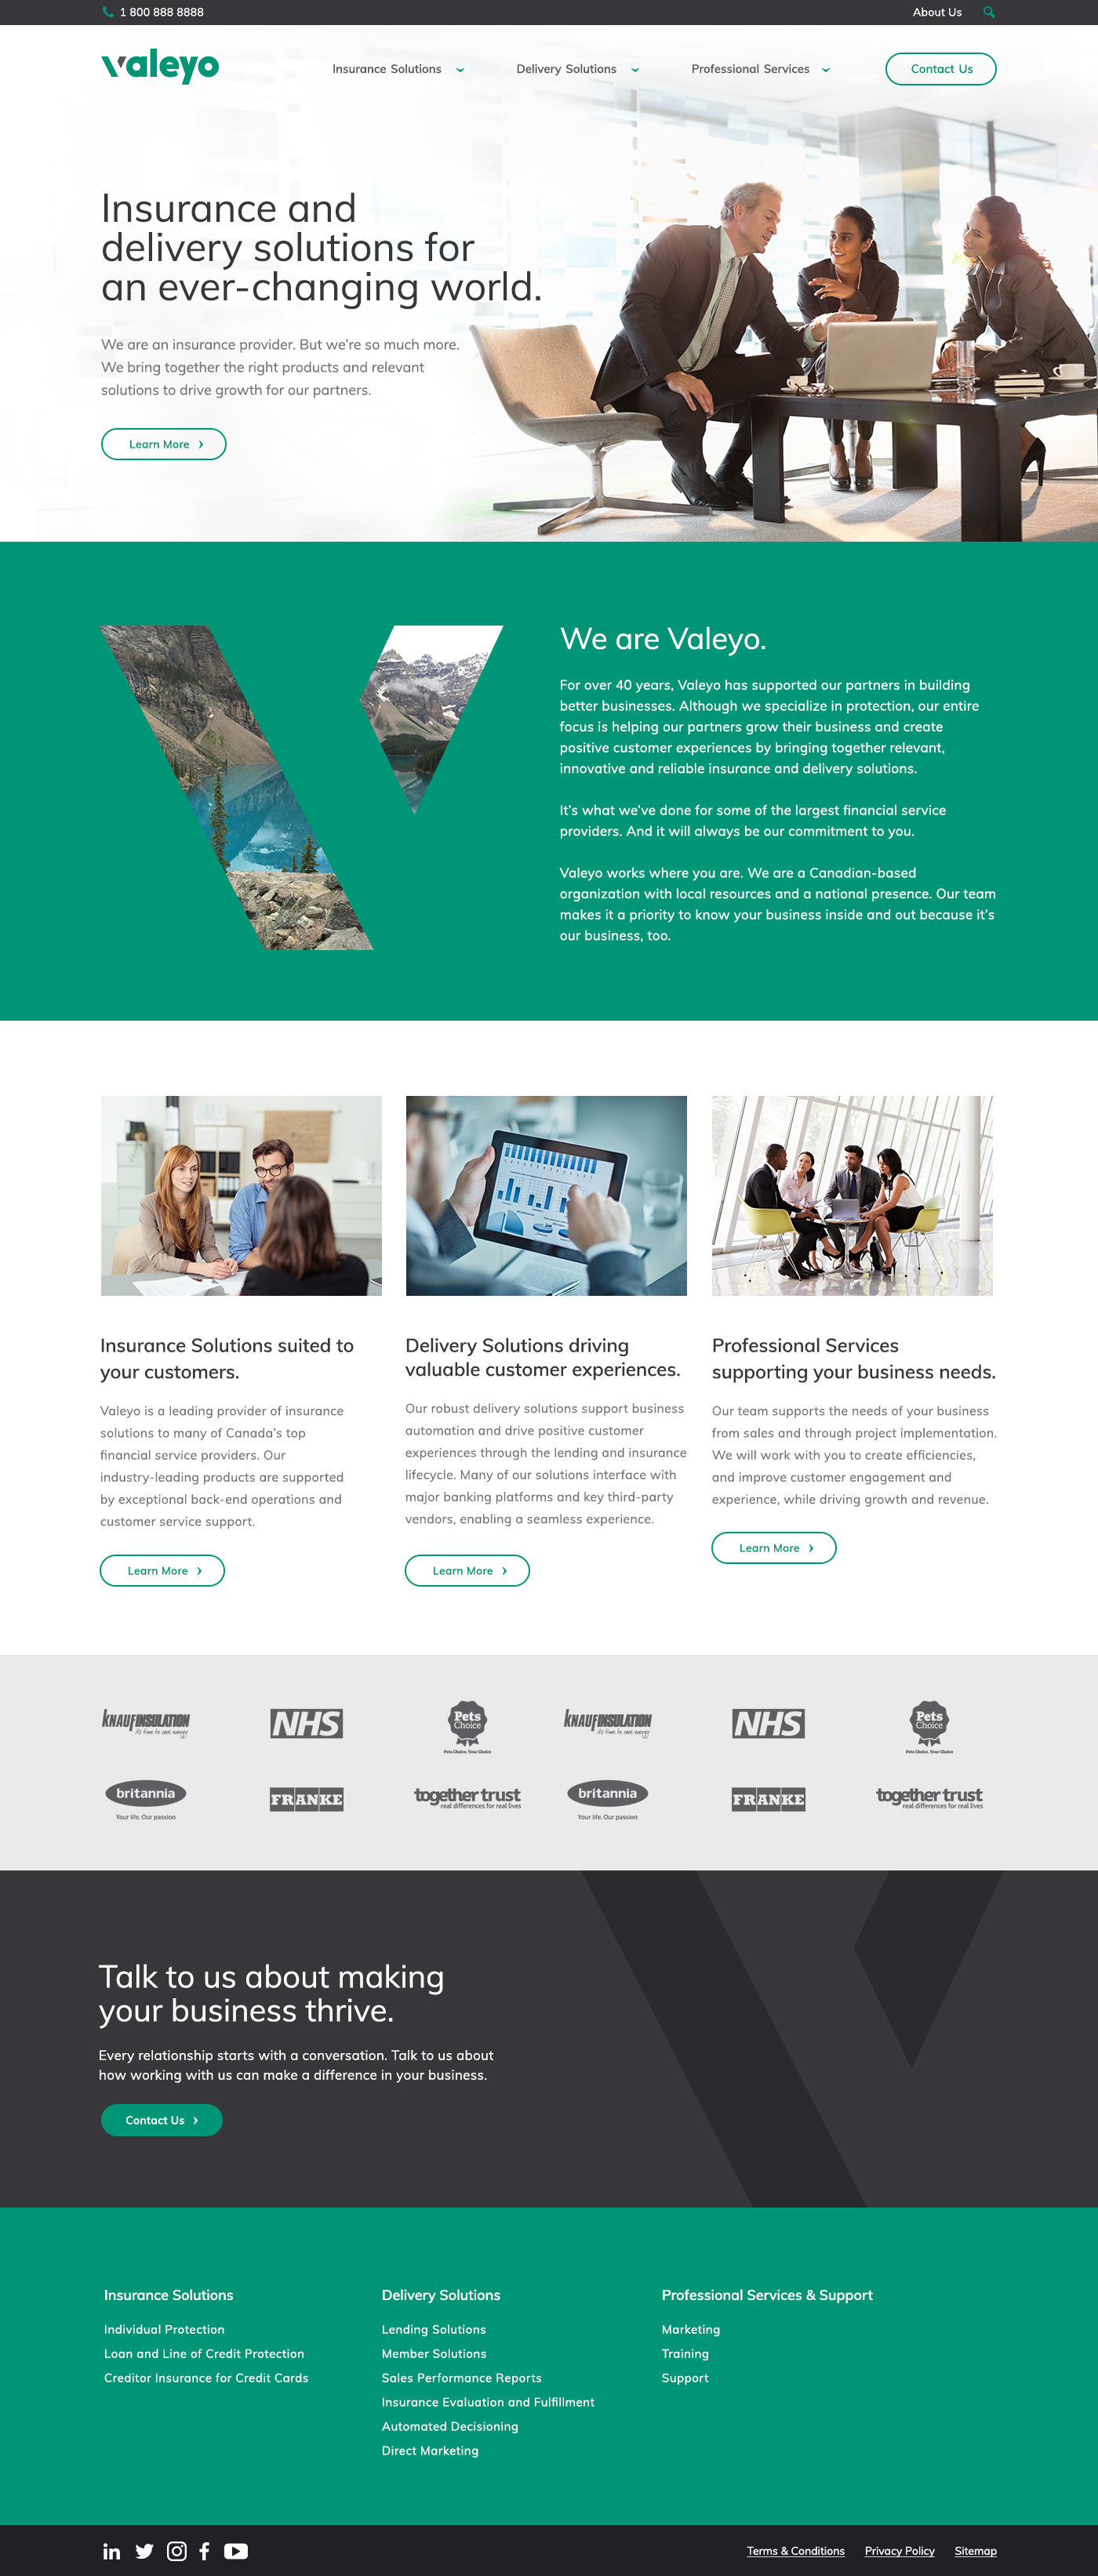 1 800 888 8888
About Us
valeyo
Insurance Solutions
Delivery Solutions
Professional Services
Contact Us
Insurance and
delivery solutions for
an ever-changing world.
We are an insurance provider. But we're so much more.
We bring together the right products and relevant
solutions to drive growth for our partners.
Learn More
We are Valeyo.
For over 40 years, Valeyo has supported our partners in building
better businesses. Although we specialize in protection, our entire
focus is helping our partners grow their business and create
positive customer experiences by bringing together relevant,
innovative and reliable insurance and delivery solutions.
It's what we've done for some of the largest financial service
providers. And it will always be our commitment to you.
Valeyo works where you are. We are a Canadian-based
organization with local resources and a national presence. Our team
makes it a priority to know your business inside and out because it's
our business, too.
Insurance Solutions suited to
your customers.
Valeyo is a leading provider of insurance
solutions to many of Canada's top
financial service providers. Our
industry-leading products are supported
by exceptional back-end operations and
customer service support.
Learn More
Delivery Solutions driving
valuable customer experiences.
Our robust delivery solutions support business
automation and drive positive customer
experiences through the lending and insurance
lifecycle. Many of our solutions interface with
major banking platforms and key third-party
vendors, enabling a seamless experience.
Learn More
Professional Services
supporting your business needs.
Our team supports the needs of your business
from sales and through project implementation.
We will work with you to create efficiencies,
and improve customer engagement and
experience, while driving growth and revenue.
Learn More
KNAUFINSULATION
it's time to save energy
NHS
Pets
Choice
Pets Choice. Your Choice
KNAUFINSULATION
it's time to save energy
NHS
Pets
Choice
Pets Choice. Your Choice
britannia
Your life. Our passion
FRANKE
together trust
real differences for real lives
britannia
Your life. Our passion
FRANKE
together trust
real differences for real lives
Talk to us about making
your business thrive.
Every relationship starts with a conversation. Talk to us about
how working with us can make a difference in your business.
Contact Us
Insurance Solutions
Individual Protection
Loan and Line of Credit Protection
Creditor Insurance for Credit Cards
Delivery Solutions
Lending Solutions
Member Solutions
Sales Performance Reports
Insurance Evaluation and Fulfillment
Automated Decisioning
Direct Marketing
Professional Services & Support
Marketing
Training
Support
Terms & Conditions
Privacy Policy
Sitemap